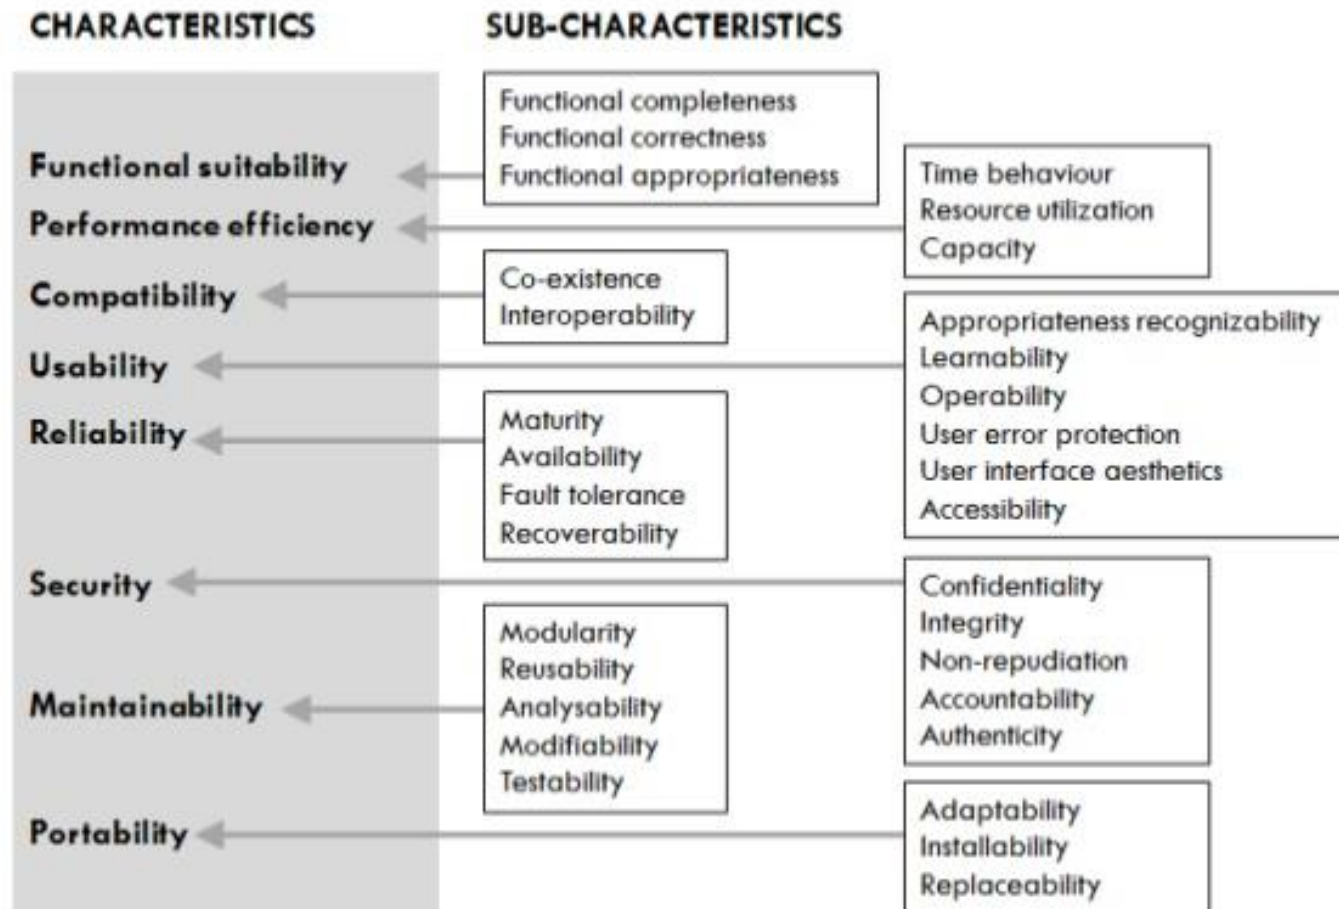 CHARACTERISTICS
SUB-CHARACTERISTICS
Functional suitability
Functional completeness
Functional correctness
Functional appropriateness
Performance efficiency
Time behaviour
Resource utilization
Capacity
Compatibility
Co-existence
Interoperability
Usability
Appropriateness recognizability
Learnability
Operability
User error protection
User interface aesthetics
Accessibility
Reliability
Maturity
Availability
Fault tolerance
Recoverability
Security
Confidentiality
Integrity
Non-repudiation
Accountability
Authenticity
Maintainability
Modularity
Reusability
Analysability
Modifiability
Testability
Portability
Adaptability
Installability
Replaceability